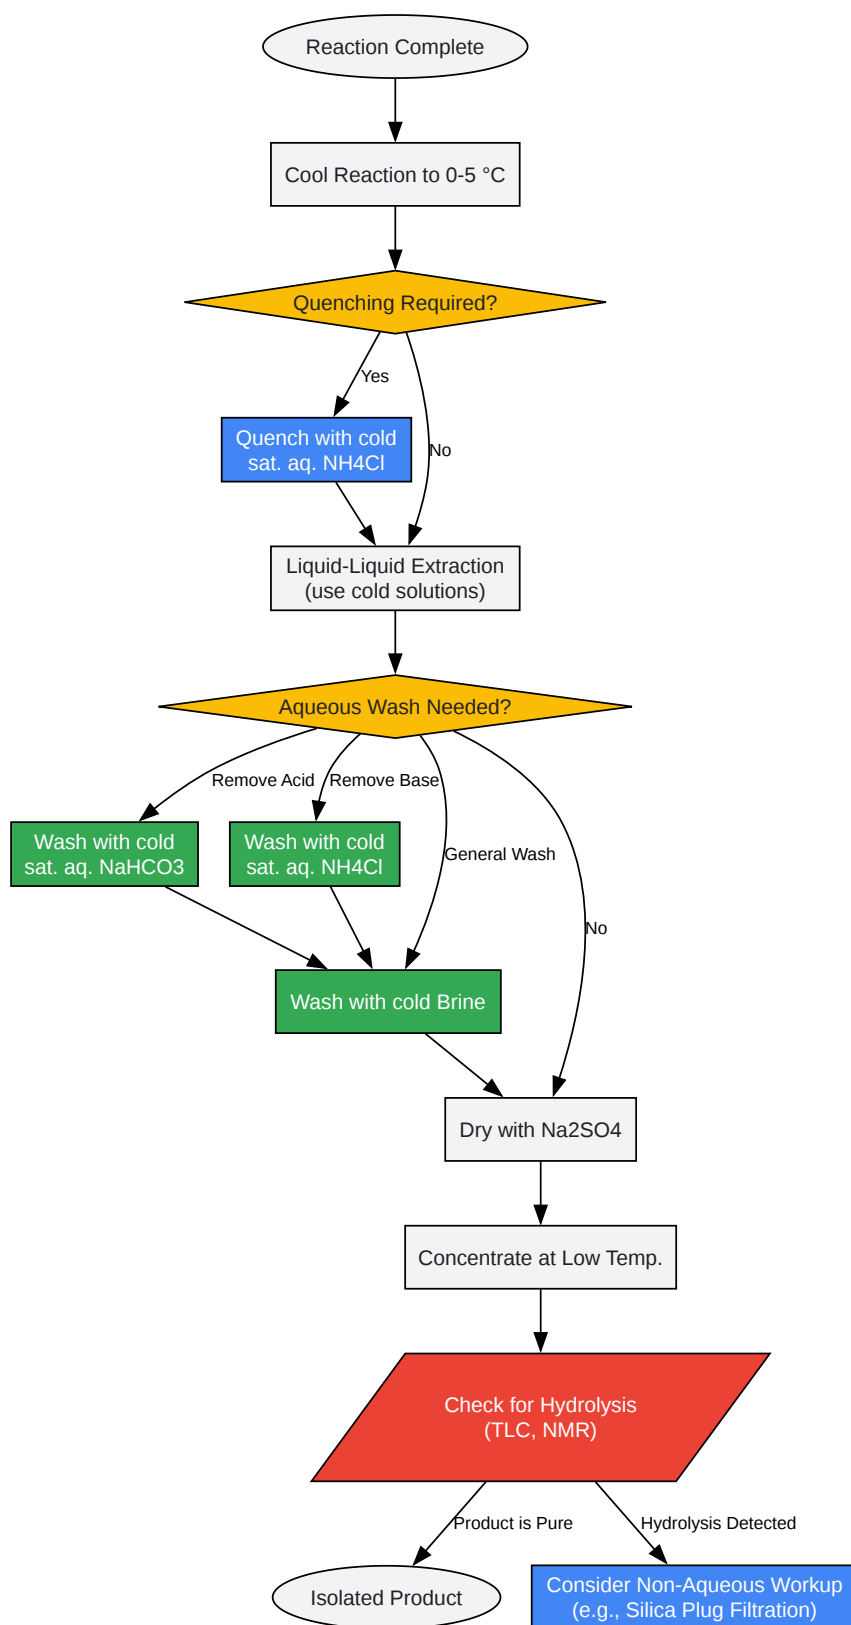 Reaction Complete
Cool Reaction to 0-5 °C
Quenching Required?
Yes
Quench with cold
sat. aq. NH4Cl
No
Liquid-Liquid Extraction
(use cold solutions)
Aqueous Wash Needed?
Remove Acid
Remove Base
Wash with cold
sat. aq. NaHCO3
Wash with cold
sat. aq. NH4Cl
General Wash
No
Wash with cold Brine
Dry with Na2SO4
Concentrate at Low Temp.
Check for Hydrolysis
(TLC, NMR)
Product is Pure
Hydrolysis Detected
Isolated Product
Consider Non-Aqueous Workup
(e.g., Silica Plug Filtration)